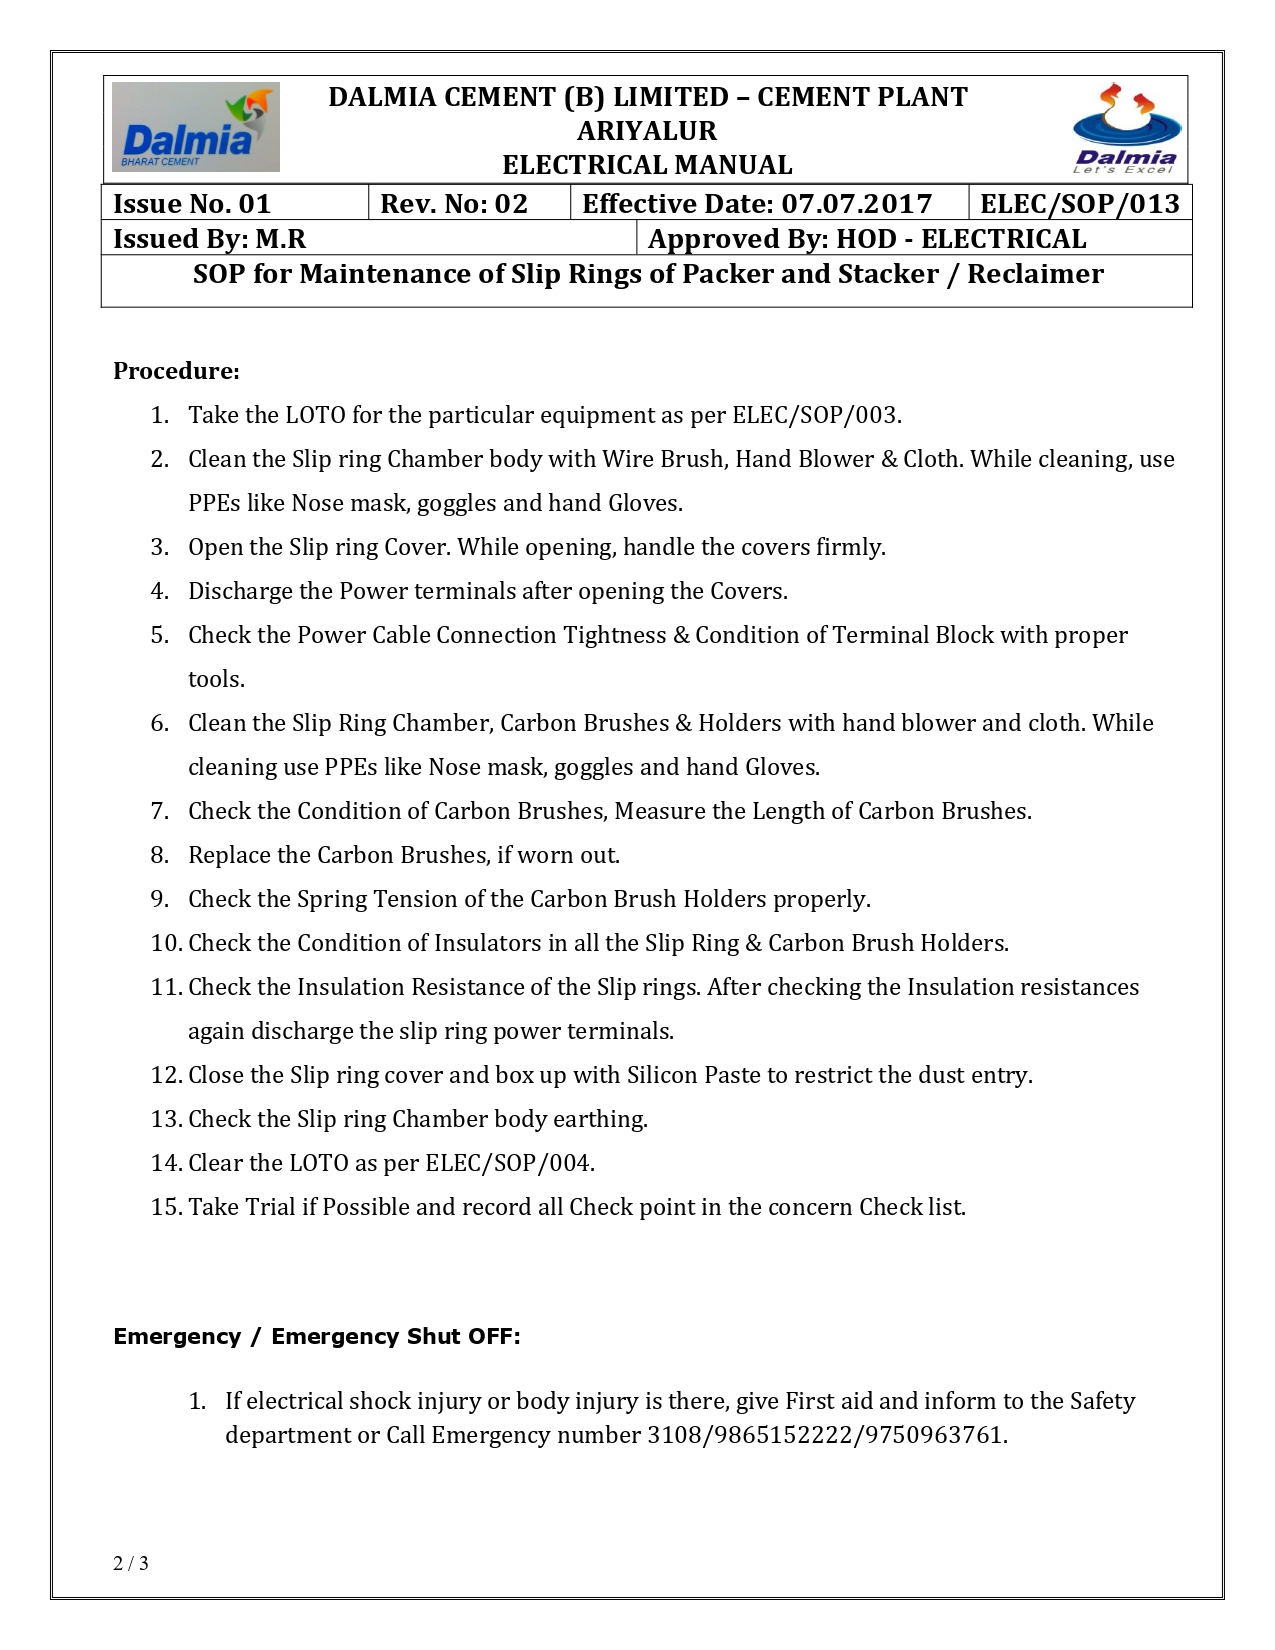 Dalmia
BHARAT CEMENT
DALMIA CEMENT (B) LIMITED – CEMENT PLANT
ARIYALUR
ELECTRICAL MANUAL
Dalmia
Let's Excel
Issue No. 01 Rev. No: 02 Effective Date: 07.07.2017 ELEC/SOP/013
Issued By: M.R Approved By: HOD - ELECTRICAL
SOP for Maintenance of Slip Rings of Packer and Stacker / Reclaimer
Procedure:
1. Take the LOTO for the particular equipment as per ELEC/SOP/003.
2. Clean the Slip ring Chamber body with Wire Brush, Hand Blower & Cloth. While cleaning, use
PPEs like Nose mask, goggles and hand Gloves.
3. Open the Slip ring Cover. While opening, handle the covers firmly.
4. Discharge the Power terminals after opening the Covers.
5. Check the Power Cable Connection Tightness & Condition of Terminal Block with proper
tools.
6. Clean the Slip Ring Chamber, Carbon Brushes & Holders with hand blower and cloth. While
cleaning use PPEs like Nose mask, goggles and hand Gloves.
7. Check the Condition of Carbon Brushes, Measure the Length of Carbon Brushes.
8. Replace the Carbon Brushes, if worn out.
9. Check the Spring Tension of the Carbon Brush Holders properly.
10. Check the Condition of Insulators in all the Slip Ring & Carbon Brush Holders.
11. Check the Insulation Resistance of the Slip rings. After checking the Insulation resistances
again discharge the slip ring power terminals.
12. Close the Slip ring cover and box up with Silicon Paste to restrict the dust entry.
13. Check the Slip ring Chamber body earthing.
14. Clear the LOTO as per ELEC/SOP/004.
15. Take Trial if Possible and record all Check point in the concern Check list.
Emergency / Emergency Shut OFF:
1. If electrical shock injury or body injury is there, give First aid and inform to the Safety
department or Call Emergency number 3108/9865152222/9750963761.
2 / 3